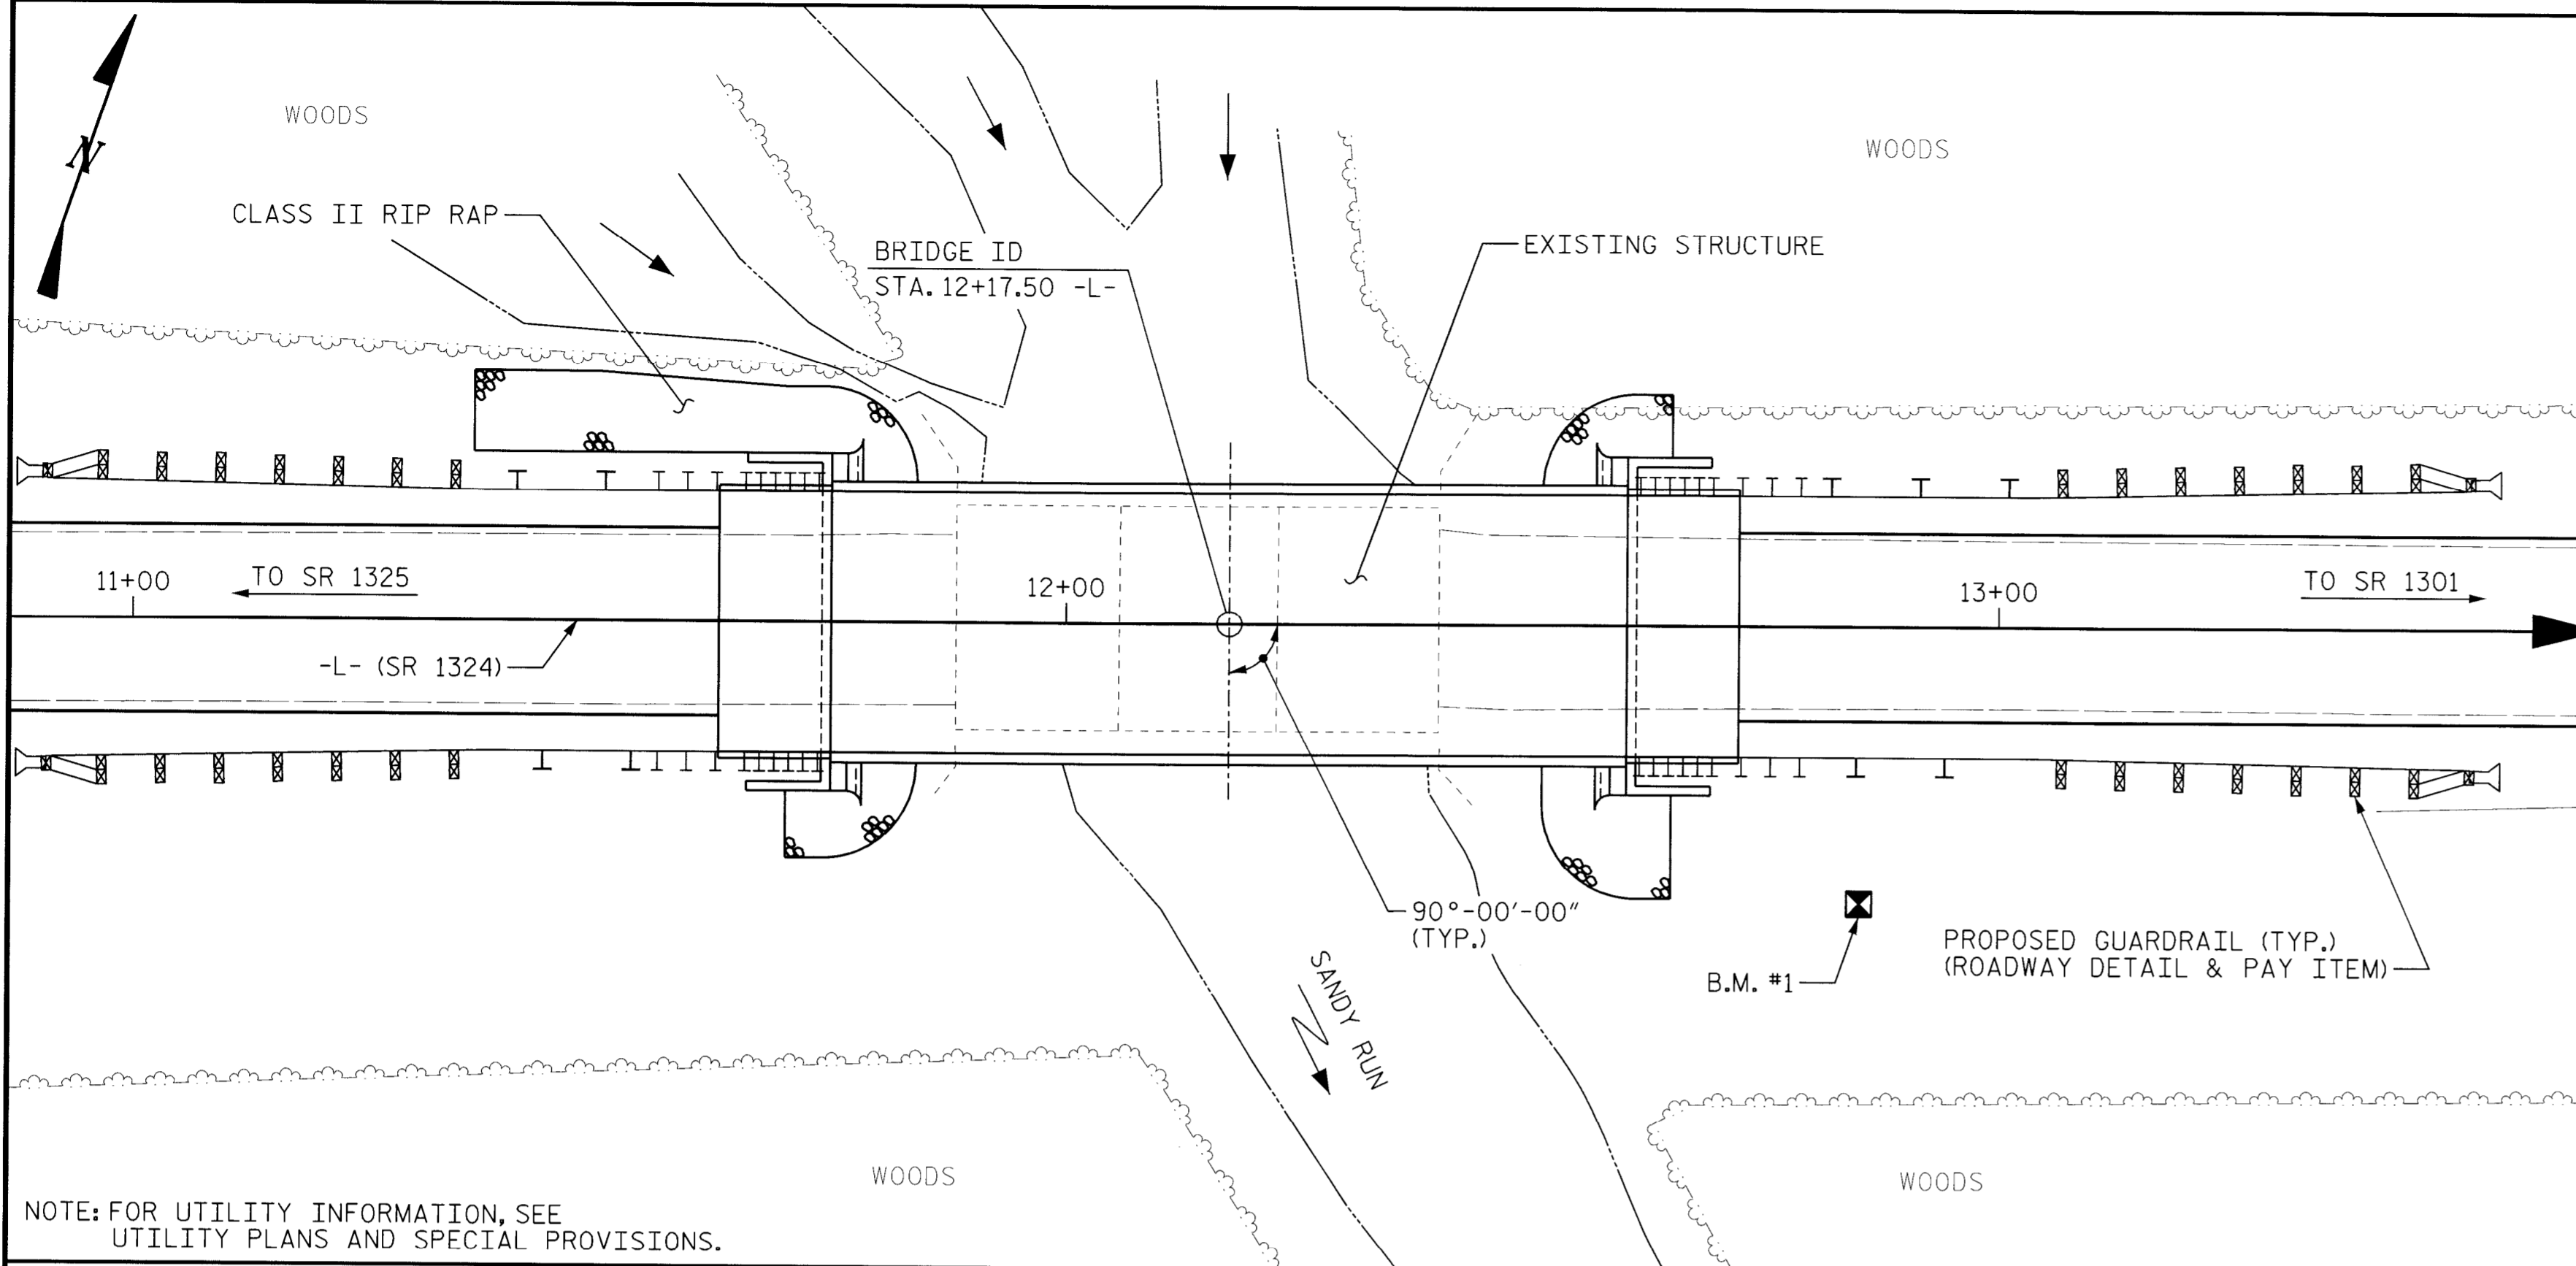 N
WOODS
WOODS
CLASS II RIP RAP
BRIDGE ID
STA. 12+17.50 -L-
EXISTING STRUCTURE
11+00
TO SR 1325
12+00
13+00
TO SR 1301
-L- (SR 1324)
90°-00'-00"
(TYP.)
SANDY RUN
B.M. #1
PROPOSED GUARDRAIL (TYP.)
(ROADWAY DETAIL & PAY ITEM)
WOODS
WOODS
NOTE: FOR UTILITY INFORMATION, SEE
UTILITY PLANS AND SPECIAL PROVISIONS.